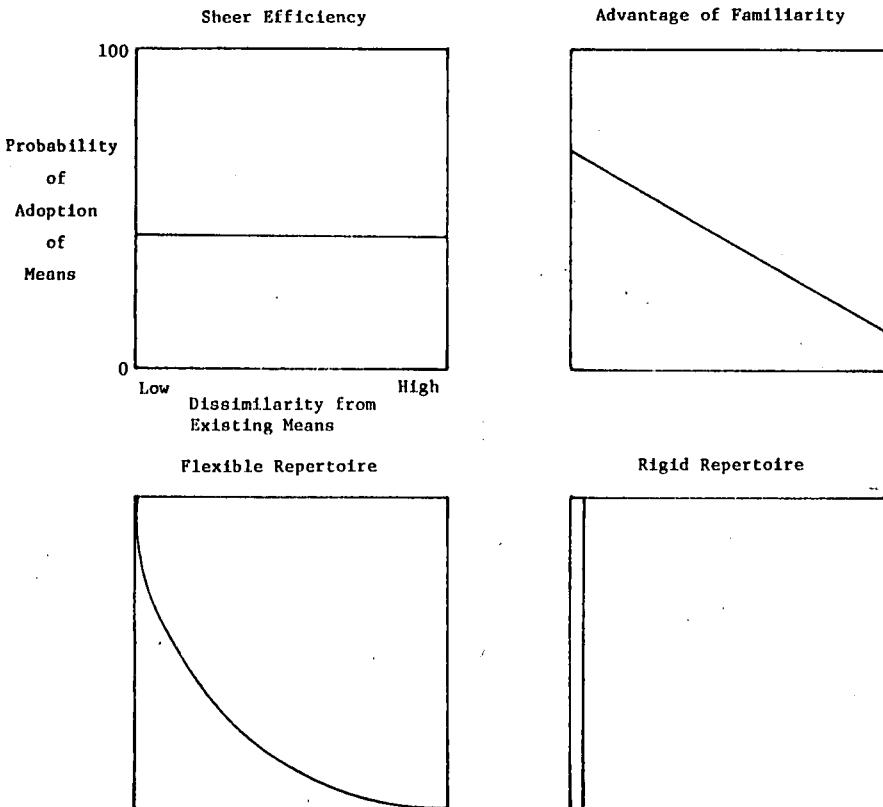 Sheer Efficiency
Advantage of Familiarity
100
Probability
of
Adoption
of
Means
0
Low
High
Dissimilarity from
Existing Means
Flexible Repertoire
Rigid Repertoire